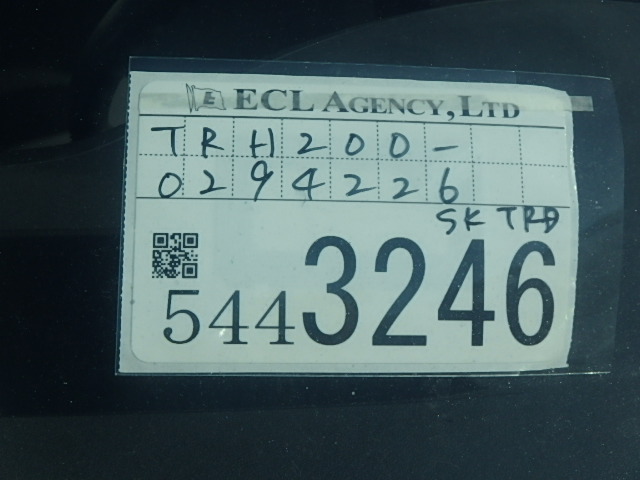 E ECL AGENCY, LTD
TRH200-
0294226
SK TRD
5443246